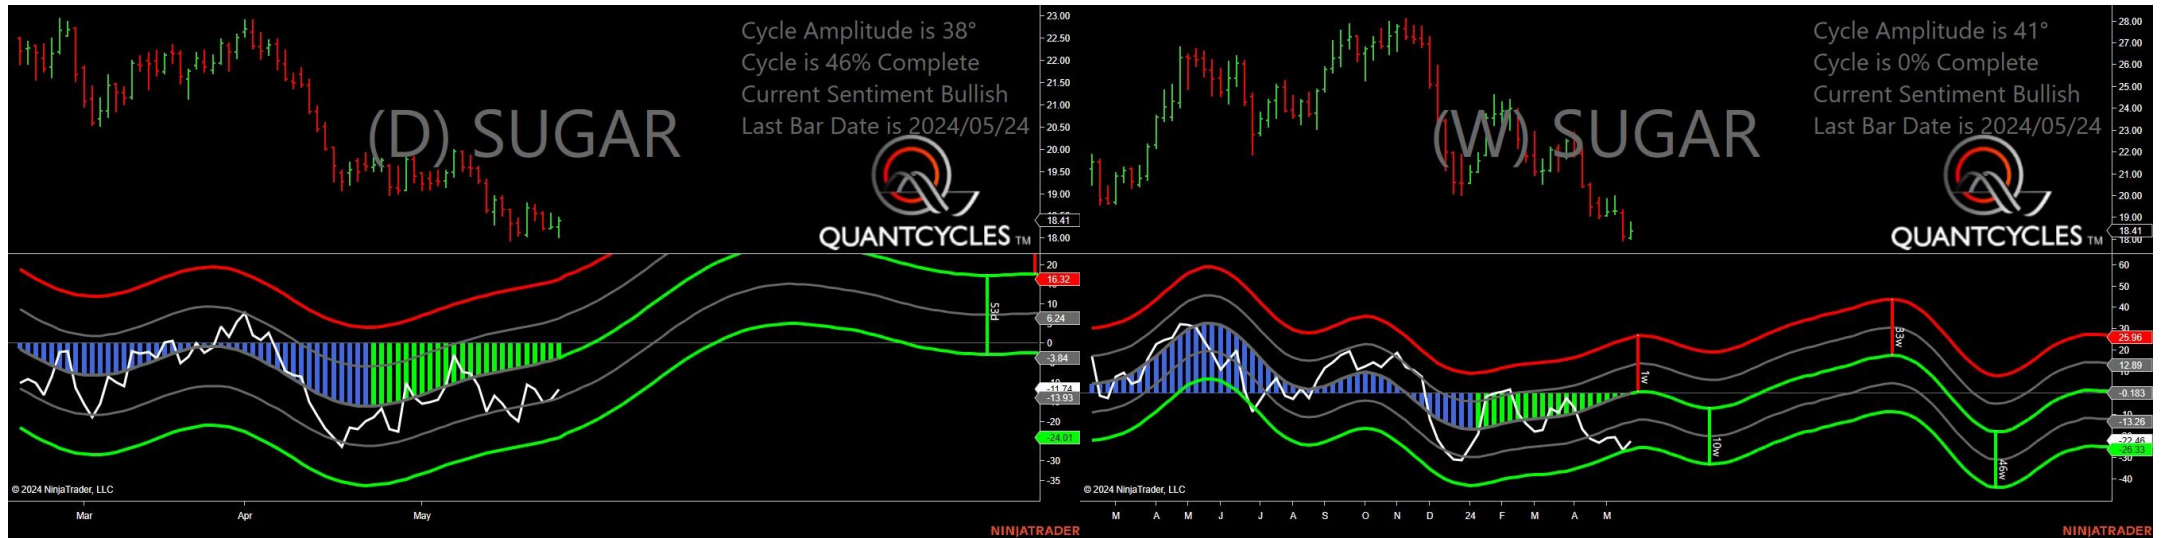 Cycle Amplitude is 38°
Cycle is 46% Complete
Current Sentiment Bullish
Last Bar Date is 2024/05/24
(D) SUGAR
QUANTCYCLES TM
23.00
22.50
22.00
21.50
21.00
20.50
20.00
19.50
19.00
18.41
18.00
20
16.32
10
6.24
0
-3.84
-11.74
-13.93
-20
-24.01
-30
-35
53d
© 2024 NinjaTrader, LLC
Mar
Apr
May
NINJATRADER
Cycle Amplitude is 41°
Cycle is 0% Complete
Current Sentiment Bullish
Last Bar Date is 2024/05/24
(W) SUGAR
QUANTCYCLES TM
28.00
27.00
26.00
25.00
24.00
23.00
22.00
21.00
20.00
19.00
18.41
18.00
60
50
40
30
25.96
20
12.89
10
-0.183
-10
-13.26
-22.46
-26.33
-30
-40
1w
10w
83w
46w
© 2024 NinjaTrader, LLC
M A M J J A S O N D 24 F M A M
NINJATRADER